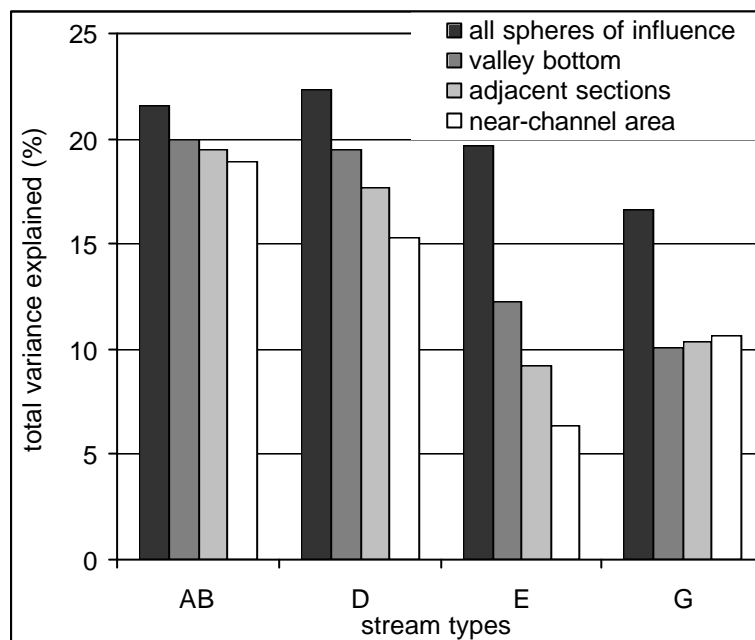 25
20
15
10
5
0
total variance explained (%)
all spheres of influence
valley bottom
adjacent sections
near-channel area
AB D E G
stream types